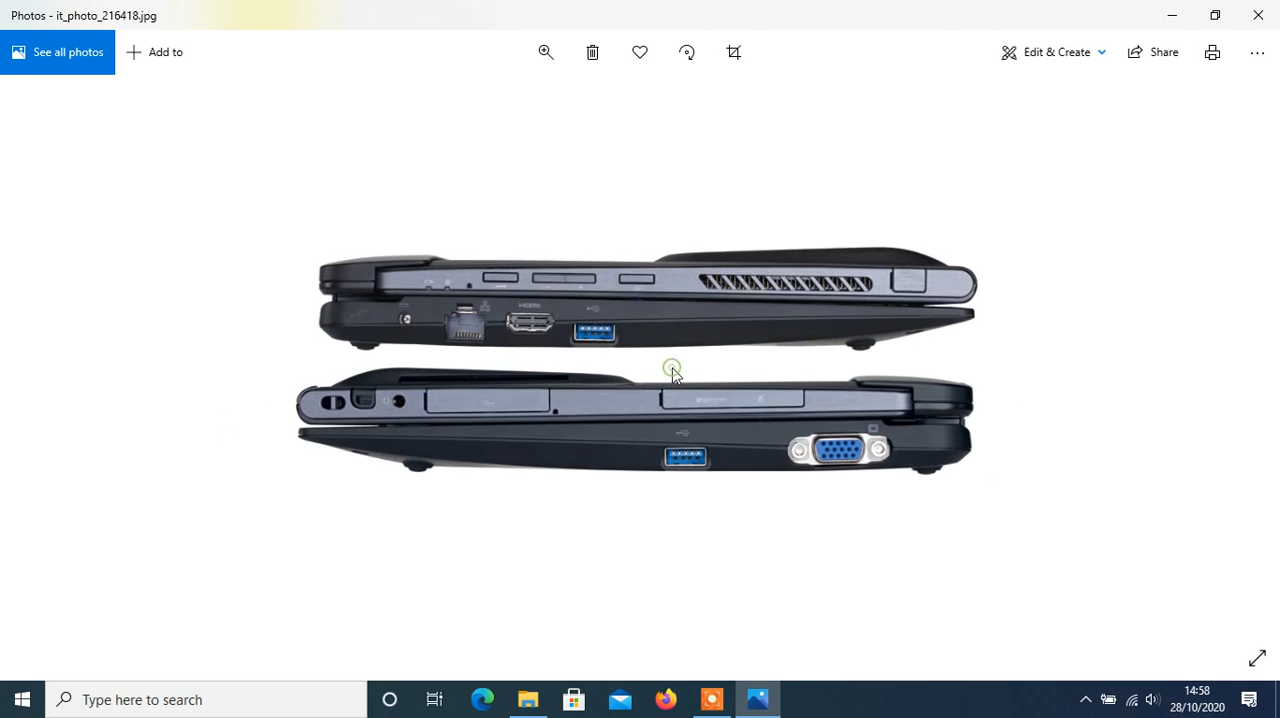 Photos - it_photo_216418.jpg
See all photos
Add to
Edit & Create
Share
HDMI
Type here to search
14:58
28/10/2020